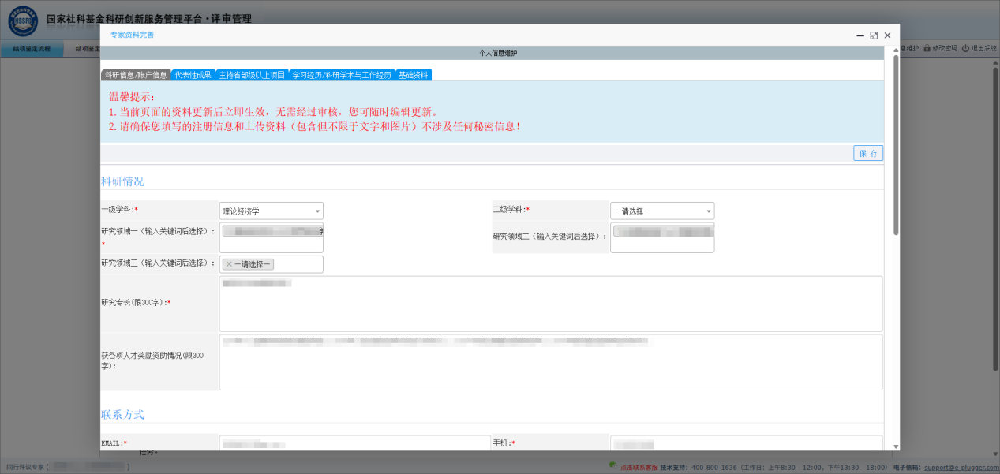 国家社科基金科研创新服务管理平台·评审管理
NSSFC
结项鉴定流程
结项鉴定
息维护 修改密码 退出系统
专家资料完善
个人信息维护
科研信息/账户信息 代表性成果 主持省部级以上项目 学习经历/科研学术与工作经历 基础资料
温馨提示：
1.当前页面的资料更新后立即生效，无需经过审核，您可随时编辑更新。
2.请确保您填写的注册信息和上传资料（包含但不限于文字和图片）不涉及任何秘密信息！
保 存
科研情况
一级学科:* 理论经济学 二级学科:* —请选择—
研究领域一（输入关键词后选择）:* 研究领域二（输入关键词后选择）:
研究领域三（输入关键词后选择）: × —请选择—
研究专长(限300字):*
获各项人才奖励资助情况(限300字):
联系方式
EMAIL:* 手机:*
任务。
同行评议专家 ( ]
点击联系客服 技术支持：400-800-1636（工作日：上午8:30 - 12:00，下午13:30 - 18:00） 电子信箱：support@e-plugger.com